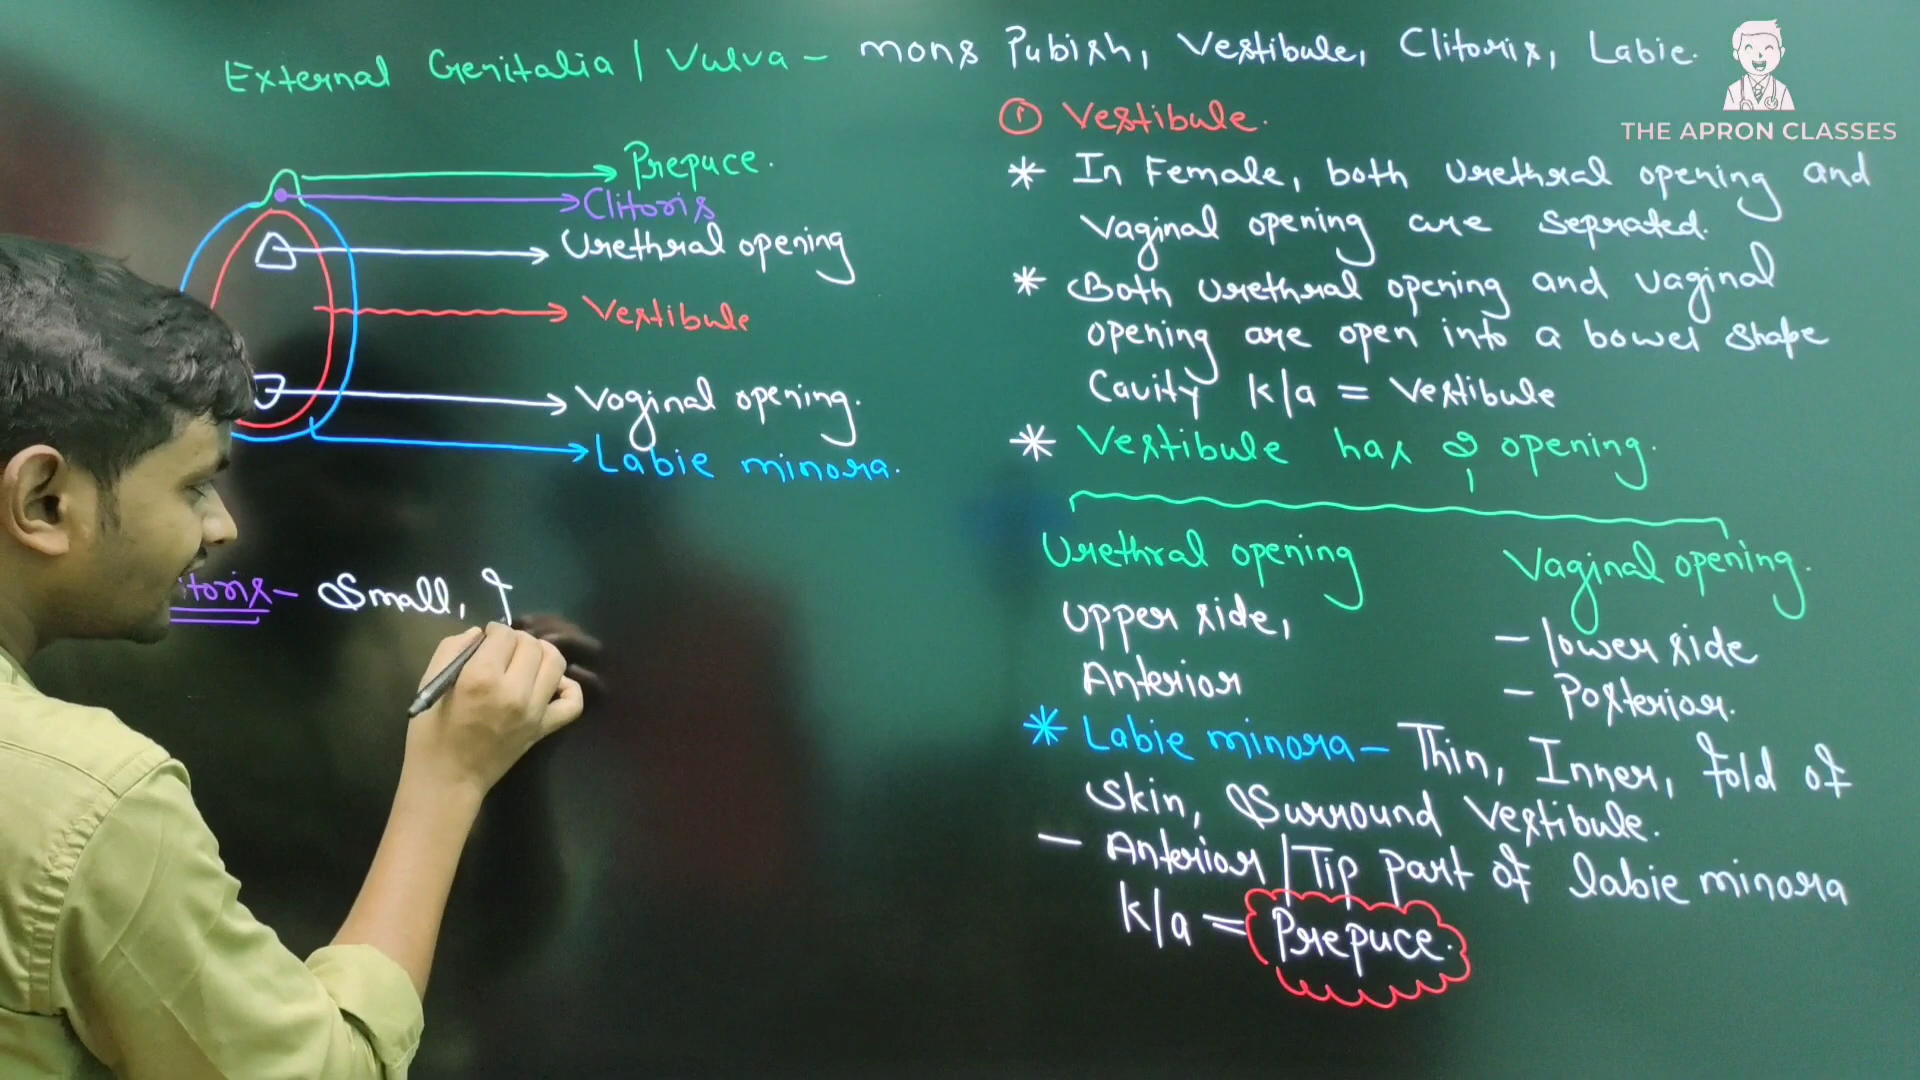 External Genitalia / Vulva - mons Pubish, Vestibule, Clitoris, Labie.
THE APRON CLASSES
Prepuce.
Clitoris
Urethral opening
Vestibule
Vaginal opening.
Labie minora.
itoris - Small,
① Vestibule.
* In Female, both urethral opening and
Vaginal opening are seprated.
* Both urethral opening and vaginal
opening are open into a bowel shape
Cavity k/a = Vestibule
* Vestibule has 2 opening.
Urethral opening
Upper side,
Anterior
Vaginal opening.
- lower side
- Posterior.
* Labie minora - Thin, Inner, fold of
skin, Surround Vestibule.
- Anterior / Tip part of labie minora
k/a = Prepuce.